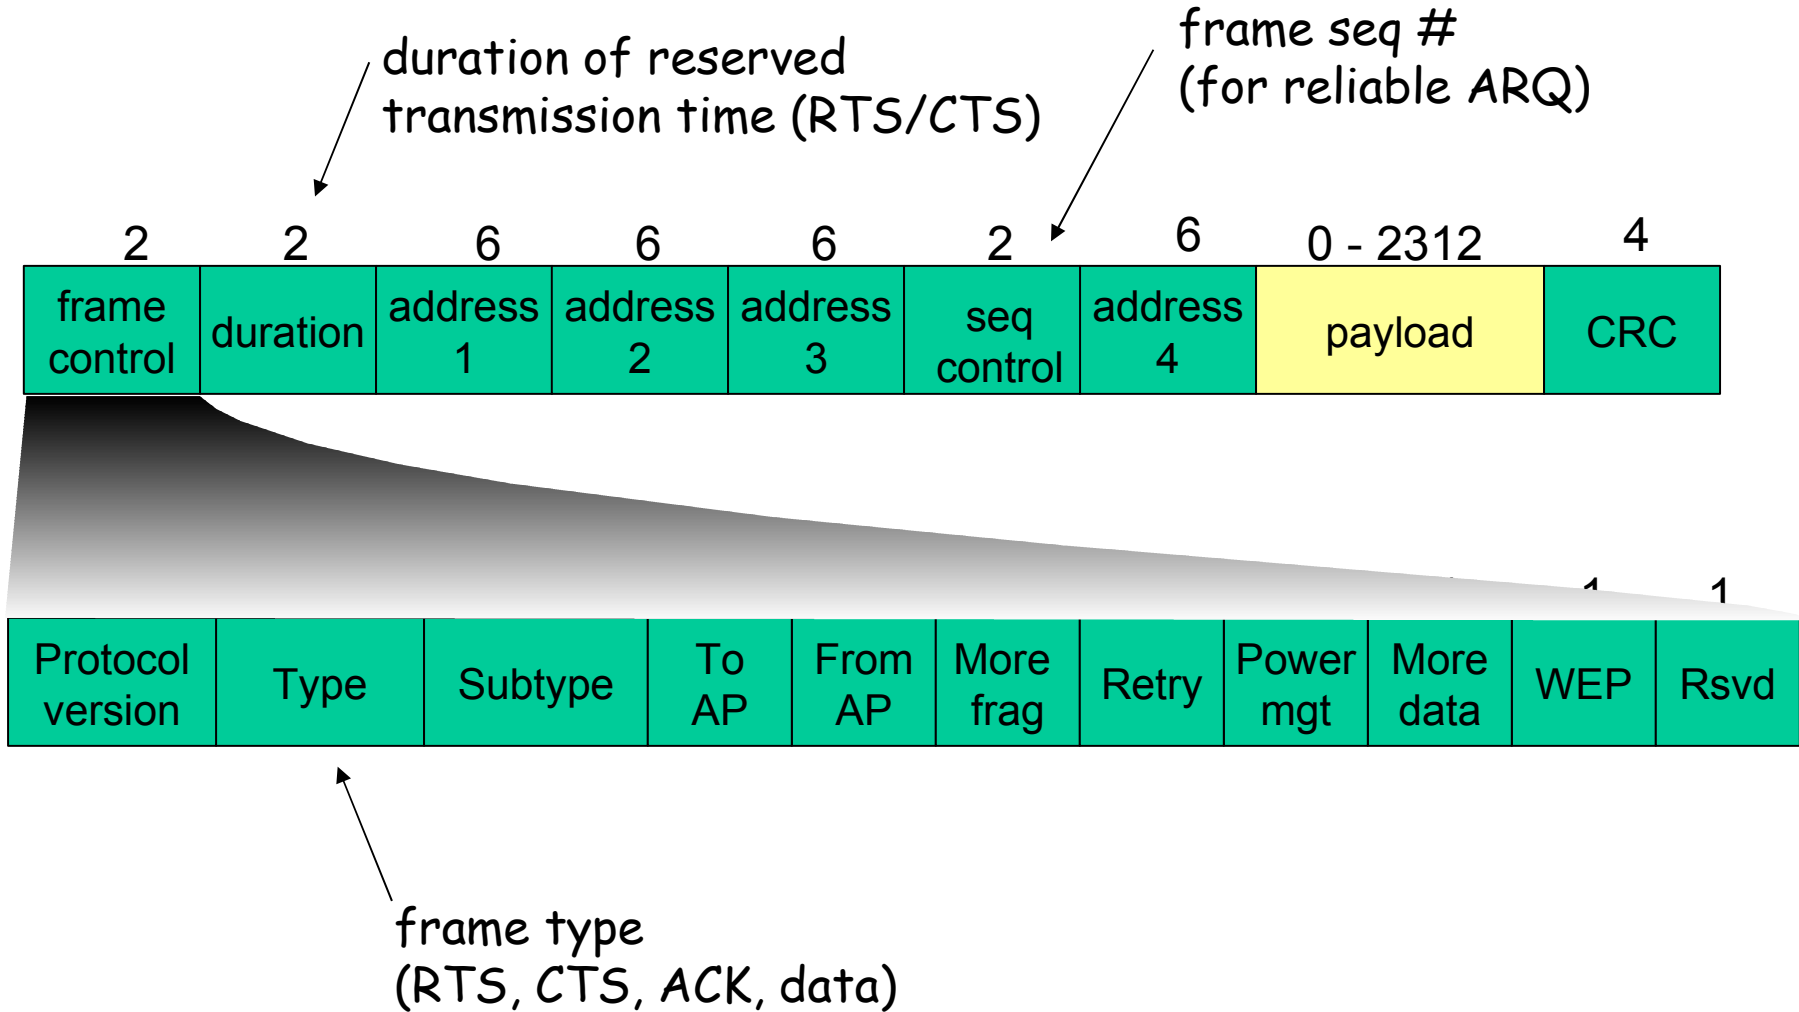 duration of reserved
transmission time (RTS/CTS)
frame seq #
(for reliable ARQ)
2 2 6 6 6 2 6 0 - 2312 4
frame
control
duration
address
1
address
2
address
3
seq
control
address
4
payload
CRC
1 1
Protocol
version
Type
Subtype
To
AP
From
AP
More
frag
Retry
Power
mgt
More
data
WEP
Rsvd
frame type
(RTS, CTS, ACK, data)